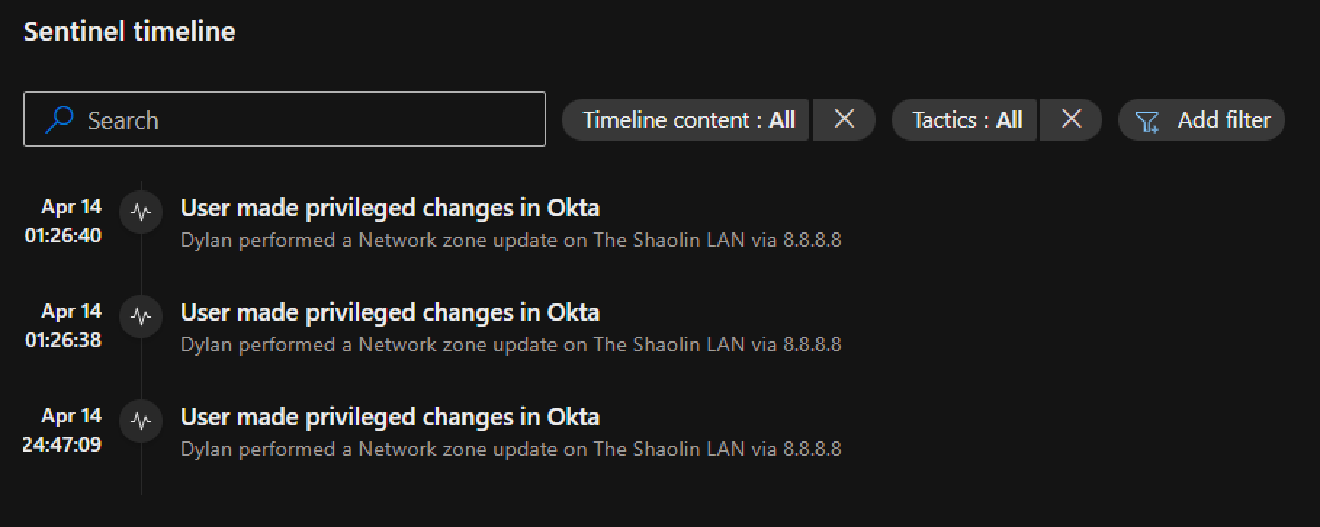 Sentinel timeline
Search
Timeline content : All
Tactics : All
Add filter
Apr 14
01:26:40
User made privileged changes in Okta
Dylan performed a Network zone update on The Shaolin LAN via 8.8.8.8
Apr 14
01:26:38
User made privileged changes in Okta
Dylan performed a Network zone update on The Shaolin LAN via 8.8.8.8
Apr 14
24:47:09
User made privileged changes in Okta
Dylan performed a Network zone update on The Shaolin LAN via 8.8.8.8